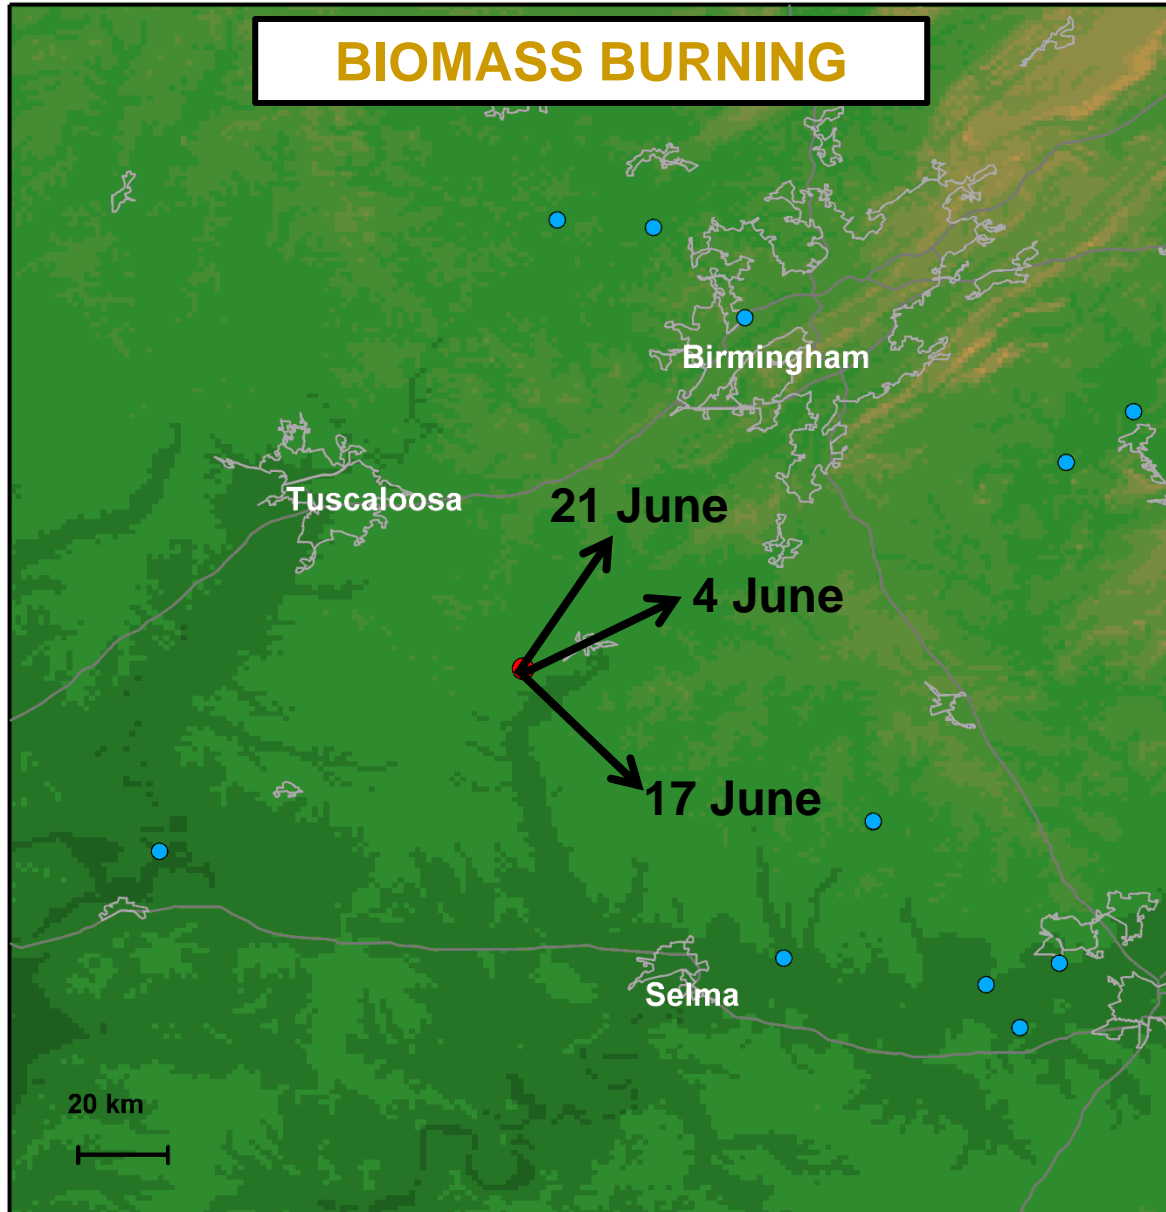 BIOMASS BURNING
Birmingham
Tuscaloosa
21 June
4 June
17 June
Selma
20 km